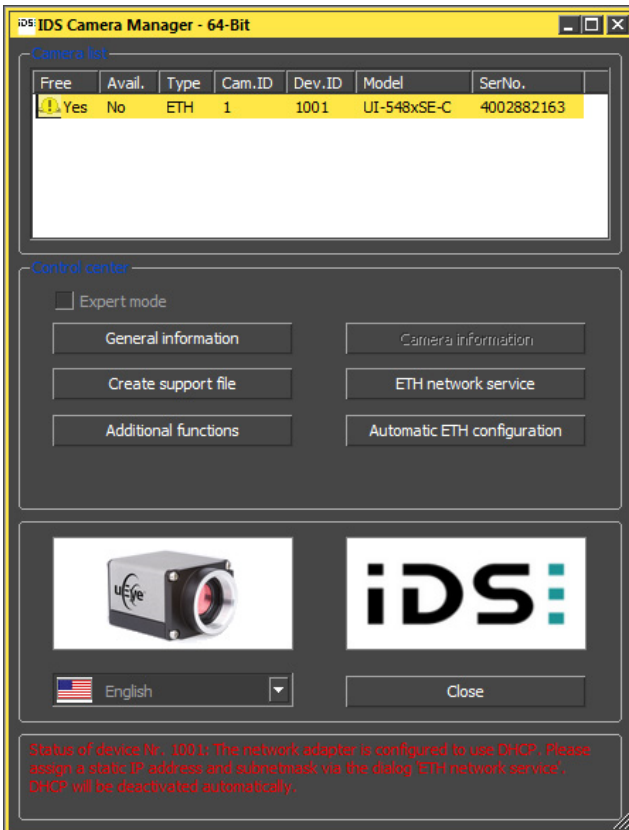 IDS Camera Manager - 64-Bit
Camera list
Free Avail. Type Cam.ID Dev.ID Model SerNo.
Yes No ETH 1 1001 UI-548xSE-C 4002882163
Control center
Expert mode
General information Camera information
Create support file ETH network service
Additional functions Automatic ETH configuration
uEye iDS
English Close
Status of device Nr. 1001: The network adapter is configured to use DHCP. Please
assign a static IP address and subnetmask via the dialog 'ETH network service'.
DHCP will be deactivated automatically.